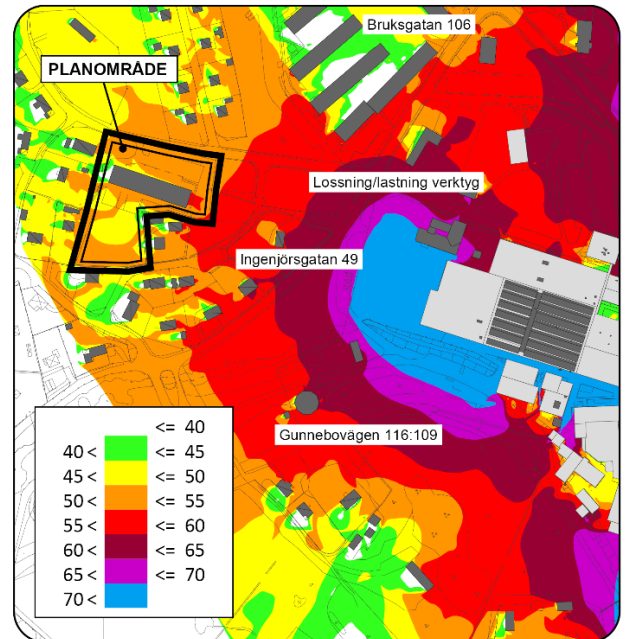 Bruksgatan 106
PLANOMRÅDE
Lossning/lastning verktyg
Ingenjörsgatan 49
Gunnebovägen 116:109
<= 40
40 < <= 45
45 < <= 50
50 < <= 55
55 < <= 60
60 < <= 65
65 < <= 70
70 <